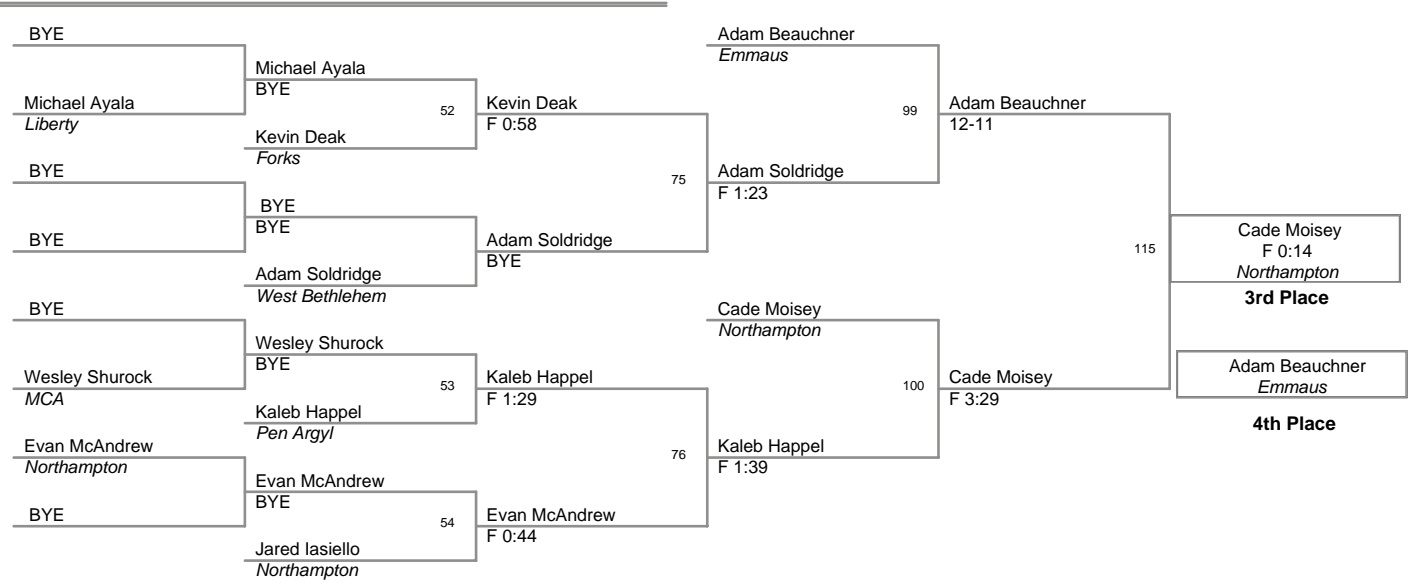 BYE
Michael Ayala
Liberty
BYE
BYE
BYE
Wesley Shurock
MCA
Evan McAndrew
Northampton
BYE
Michael Ayala
BYE
52
Kevin Deak
Forks
BYE
BYE
Adam Soldridge
West Bethlehem
Wesley Shurock
BYE
53
Kaleb Happel
Pen Argyl
Evan McAndrew
BYE
54
Jared Iasiello
Northampton
Kevin Deak
F 0:58
75
Adam Soldridge
BYE
Kaleb Happel
F 1:29
76
Evan McAndrew
F 0:44
Adam Beauchner
Emmaus
99
Adam Soldridge
F 1:23
Cade Moisey
Northampton
100
Kaleb Happel
F 1:39
Adam Beauchner
12-11
115
Cade Moisey
F 3:29
Cade Moisey
F 0:14
Northampton
3rd Place
Adam Beauchner
Emmaus
4th Place